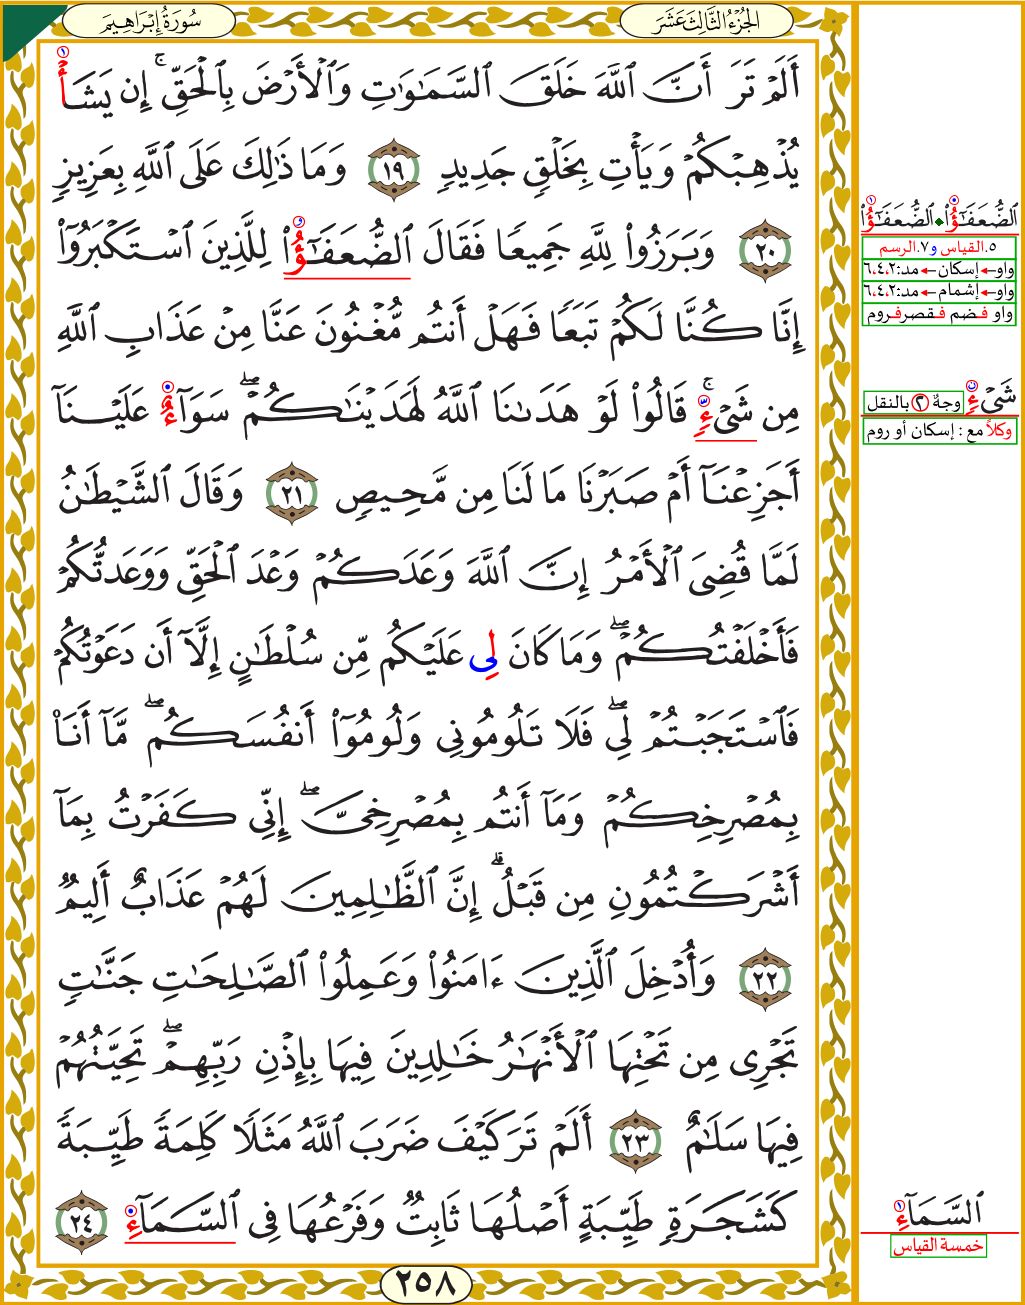 سُورَةُ إِبْرَاهِيمَ
الجُزْءُ الثَّالِثَ عَشَرَ
أَلَمْ تَرَ أَنَّ ٱللَّهَ خَلَقَ ٱلسَّمَٰوَٰتِ وَٱلْأَرْضَ بِٱلْحَقِّ ۚ إِن يَشَأْ
يُذْهِبْكُمْ وَيَأْتِ بِخَلْقٍ جَدِيدٍ ١٩ وَمَا ذَٰلِكَ عَلَى ٱللَّهِ بِعَزِيزٍ
٢٠ وَبَرَزُوا۟ لِلَّهِ جَمِيعًا فَقَالَ ٱلضُّعَفَٰٓؤُا۟ لِلَّذِينَ ٱسْتَكْبَرُوٓا۟
إِنَّا كُنَّا لَكُمْ تَبَعًا فَهَلْ أَنتُم مُّغْنُونَ عَنَّا مِنْ عَذَابِ ٱللَّهِ
مِن شَىْءٍ ۚ قَالُوا۟ لَوْ هَدَىٰنَا ٱللَّهُ لَهَدَيْنَٰكُمْ ۖ سَوَآءٌ عَلَيْنَآ
أَجَزِعْنَآ أَمْ صَبَرْنَا مَا لَنَا مِن مَّحِيصٍ ٢١ وَقَالَ ٱلشَّيْطَٰنُ
لَمَّا قُضِىَ ٱلْأَمْرُ إِنَّ ٱللَّهَ وَعَدَكُمْ وَعْدَ ٱلْحَقِّ وَوَعَدتُّكُمْ
فَأَخْلَفْتُكُمْ ۖ وَمَا كَانَ لِى عَلَيْكُم مِّن سُلْطَٰنٍ إِلَّآ أَن دَعَوْتُكُمْ
فَٱسْتَجَبْتُمْ لِى ۖ فَلَا تَلُومُونِى وَلُومُوٓا۟ أَنفُسَكُم ۖ مَّآ أَنَا۠
بِمُصْرِخِكُمْ وَمَآ أَنتُم بِمُصْرِخِىَّ ۖ إِنِّى كَفَرْتُ بِمَآ
أَشْرَكْتُمُونِ مِن قَبْلُ ۗ إِنَّ ٱلظَّٰلِمِينَ لَهُمْ عَذَابٌ أَلِيمٌ
٢٢ وَأُدْخِلَ ٱلَّذِينَ ءَامَنُوا۟ وَعَمِلُوا۟ ٱلصَّٰلِحَٰتِ جَنَّٰتٍ
تَجْرِى مِن تَحْتِهَا ٱلْأَنْهَٰرُ خَٰلِدِينَ فِيهَا بِإِذْنِ رَبِّهِمْ ۖ تَحِيَّتُهُمْ
فِيهَا سَلَٰمٌ ٢٣ أَلَمْ تَرَ كَيْفَ ضَرَبَ ٱللَّهُ مَثَلًا كَلِمَةً طَيِّبَةً
كَشَجَرَةٍ طَيِّبَةٍ أَصْلُهَا ثَابِتٌ وَفَرْعُهَا فِى ٱلسَّمَآءِ ٢٤
٢٥٨
ٱلضُّعَفَٰٓؤُا۟ ٱلضُّعَفَٰٓؤُا۟
٥.القياس و٧.الرسم
واو إسكان مد:٦،٤،٢
واو إشمام مد:٦،٤،٢
واو فضم فقصر فروم
شَىْءٍ وجهٌ ٢ بالنقل
وكلاً مع : إسكان أو روم
ٱلسَّمَآءِ
خمسة القياس